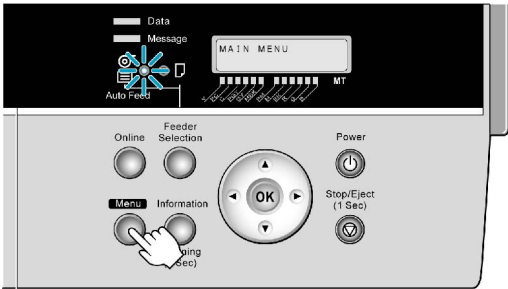 Data
Message
MAIN MENU
MT
Auto Feed
Online
Feeder
Selection
Power
OK
Menu
Information
Stop/Eject
(1 Sec)
Sec)